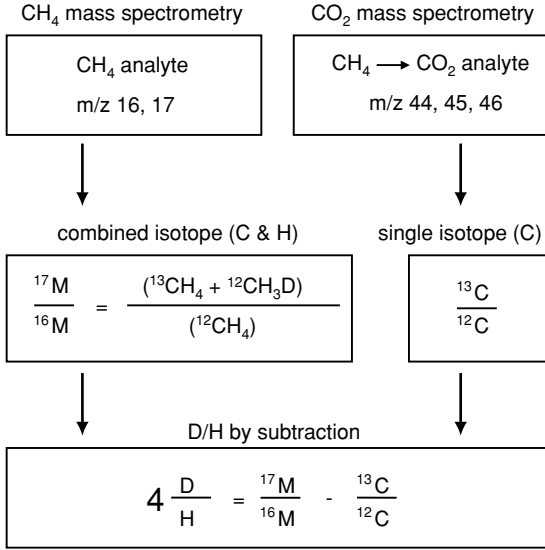 CH₄ mass spectrometry
CH₄ analyte
m/z 16, 17
CO₂ mass spectrometry
CH₄ → CO₂ analyte
m/z 44, 45, 46
combined isotope (C & H)
¹⁷M / ¹⁶M = (¹³CH₄ + ¹²CH₃D) / (¹²CH₄)
single isotope (C)
¹³C / ¹²C
D/H by subtraction
4 D / H = ¹⁷M / ¹⁶M - ¹³C / ¹²C